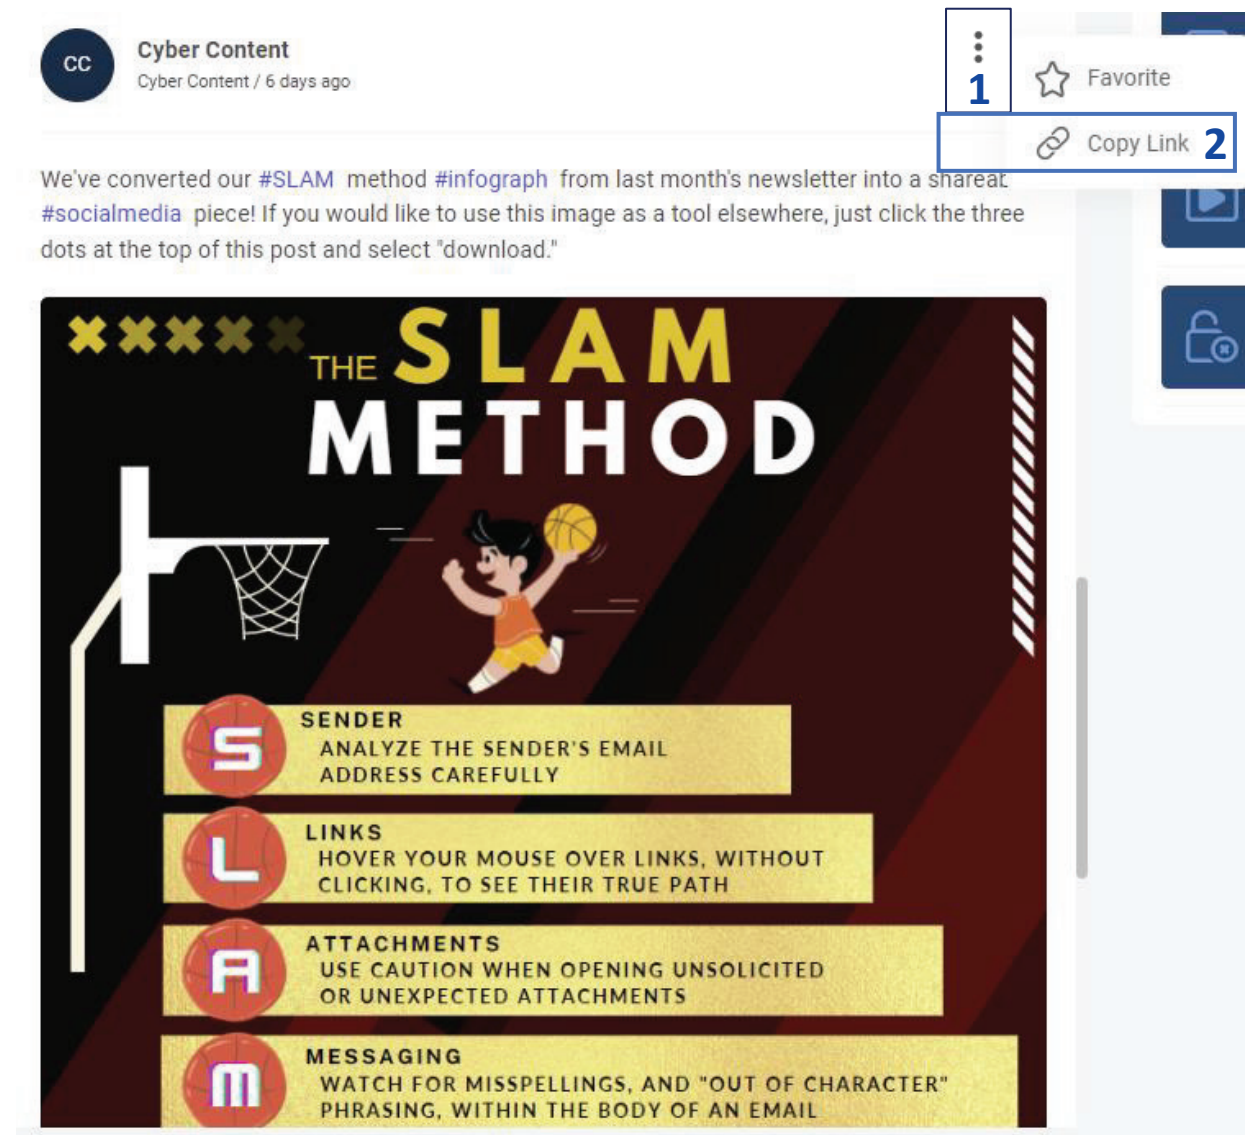 CC
Cyber Content
Cyber Content / 6 days ago
1
Favorite
Copy Link 2
We've converted our #SLAM method #infograph from last month's newsletter into a
#socialmedia piece! If you would like to use this image as a tool elsewhere, just click the three
dots at the top of this post and select "download."
THE SLAM
METHOD
S
SENDER
ANALYZE THE SENDER'S EMAIL
ADDRESS CAREFULLY
L
LINKS
HOVER YOUR MOUSE OVER LINKS, WITHOUT
CLICKING, TO SEE THEIR TRUE PATH
A
ATTACHMENTS
USE CAUTION WHEN OPENING UNSOLICITED
OR UNEXPECTED ATTACHMENTS
M
MESSAGING
WATCH FOR MISSPELLINGS, AND "OUT OF CHARACTER"
PHRASING, WITHIN THE BODY OF AN EMAIL